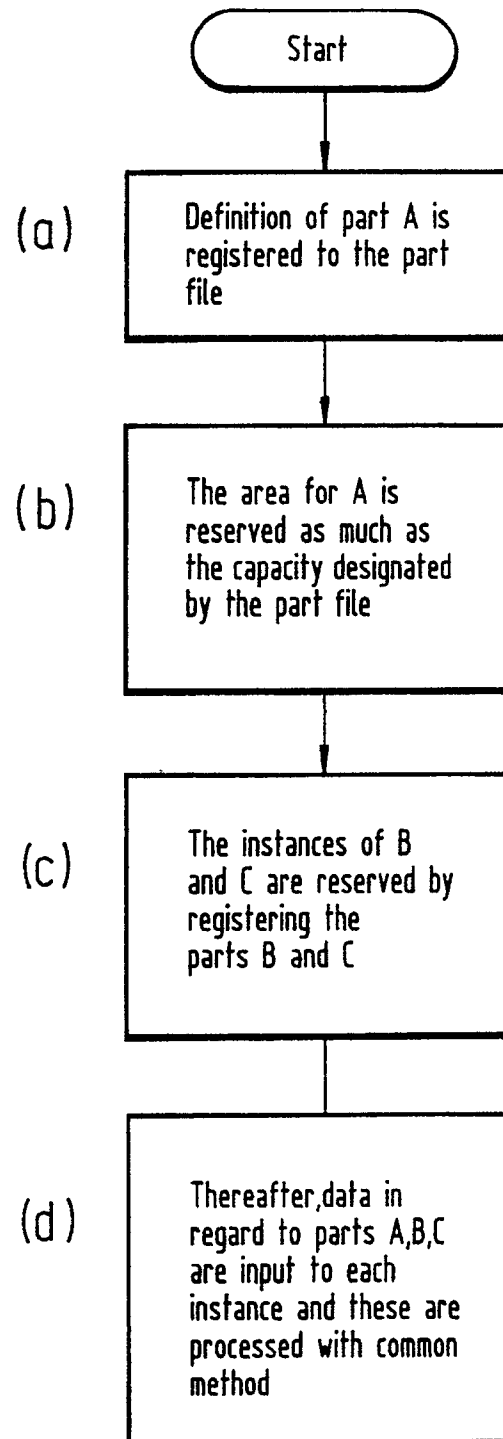 Start
(a)
Definition of part A is
registered to the part
file
(b)
The area for A is
reserved as much as
the capacity designated
by the part file
(c)
The instances of B
and C are reserved by
registering the
parts B and C
(d)
Thereafter,data in
regard to parts A,B,C
are input to each
instance and these are
processed with common
method